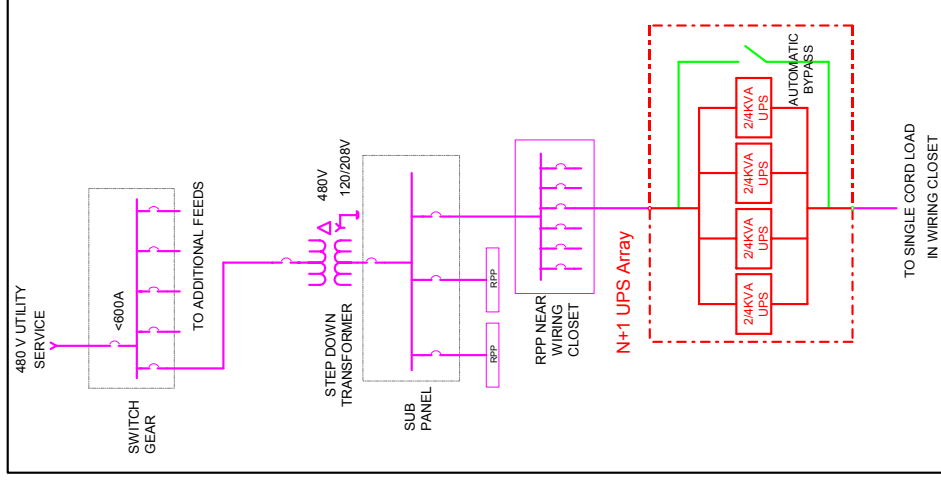 480 V UTILITY
SERVICE
<600A
SWITCH
GEAR
TO ADDITIONAL FEEDS
480V
120/208V
STEP DOWN
TRANSFORMER
SUB
PANEL
RPP
RPP
RPP NEAR
WIRING
CLOSET
N+1 UPS Array
AUTOMATIC
BYPASS
2/4KVA
UPS
2/4KVA
UPS
2/4KVA
UPS
2/4KVA
UPS
TO SINGLE CORD LOAD
IN WIRING CLOSET